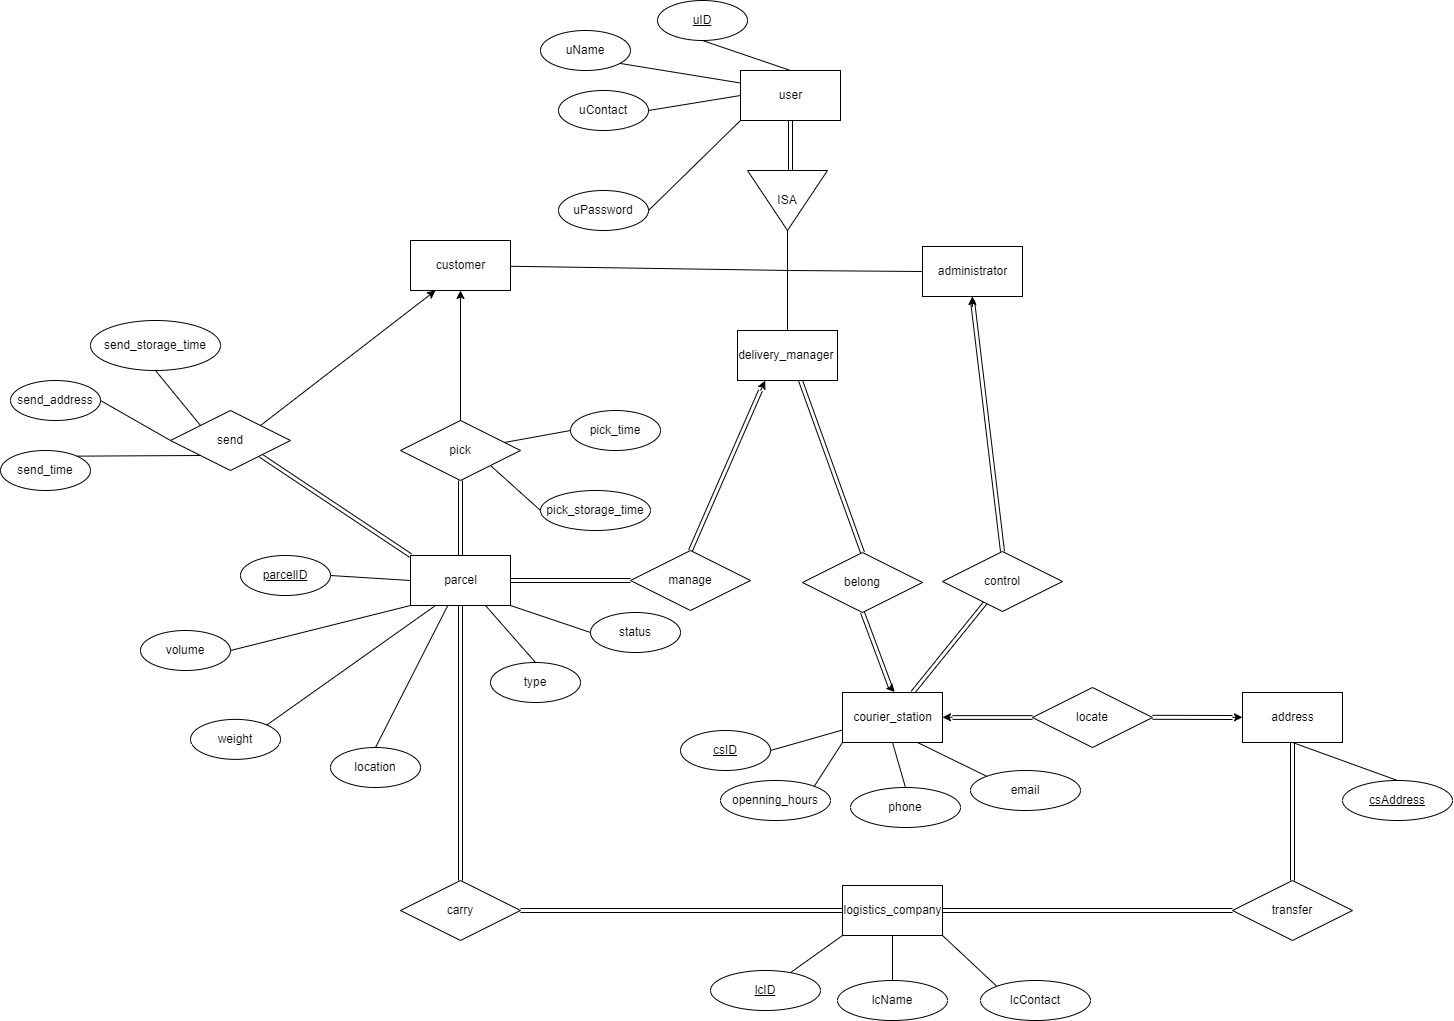 uID
uName
user
uContact
ISA
uPassword
customer
administrator
send_storage_time
delivery_manager
send_address
send
pick
pick_time
send_time
pick_storage_time
parcelID
parcel
manage
belong
control
volume
status
type
weight
location
courier_station
locate
address
csID
openning_hours
phone
email
csAddress
carry
logistics_company
transfer
lcID
lcName
lcContact